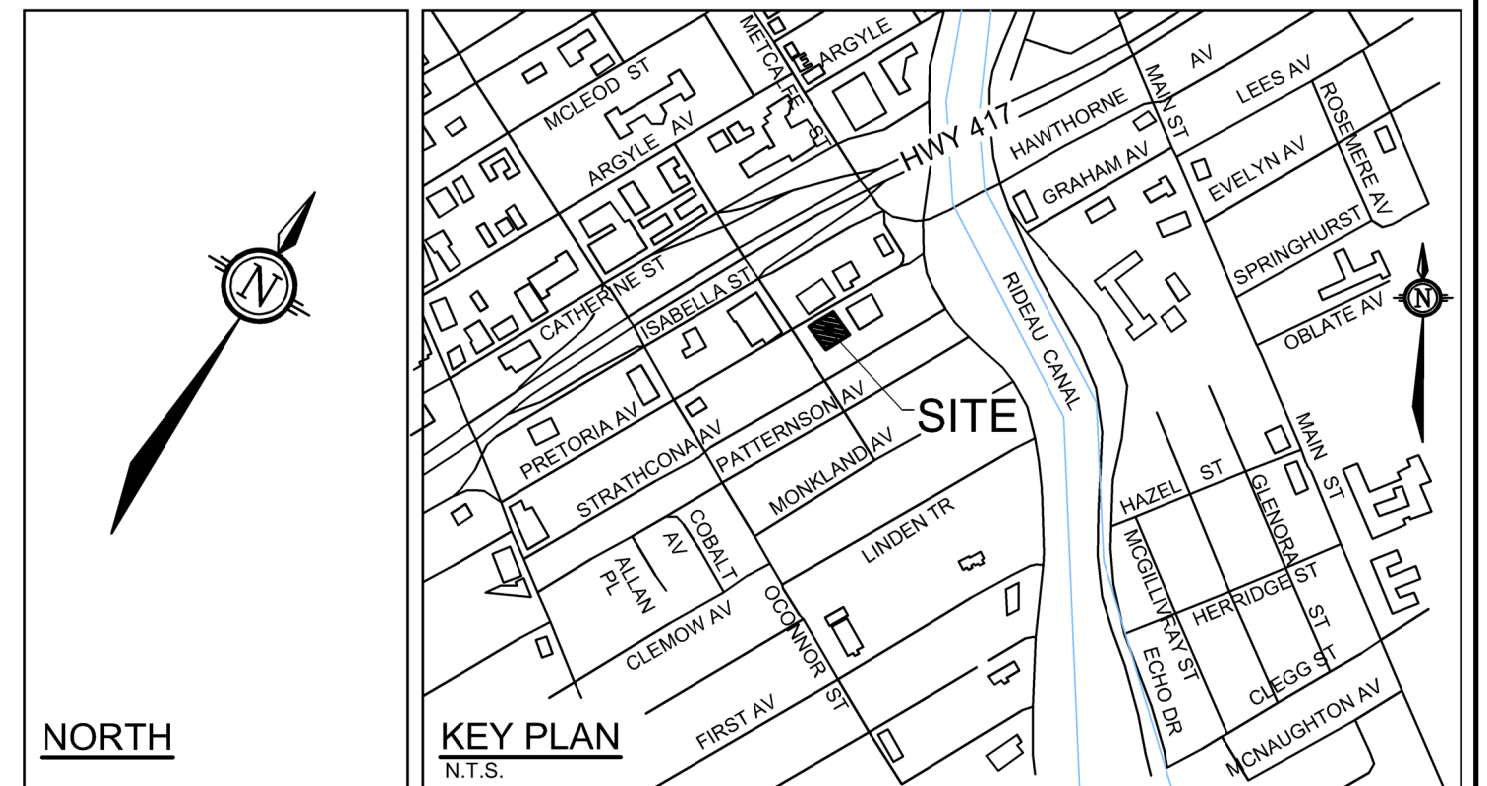 N
NORTH
METCALFE ST
ARGYLE
MCLEOD ST
ARGYLE AV
HWY 417
MAIN ST
AV
LEES AV
HAWTHORNE
ROSEMERE AV
GRAHAM AV
EVELYN AV
SPRINGHURST
OBLATE AV
N
CATHERINE ST
ISABELLA ST
RIDEAU CANAL
SITE
PRETORIA AV
STRATHCONA AV
PATTERNSON AV
MONKLAND AV
LINDEN TR
MAIN ST
HAZEL ST
GLENORA ST
COBALT AV
ALLAN PL
MCGILLIVRAY ST
HERRIDGE ST
CLEMOW AV
OCONNOR ST
ECHO DR
CLEGG ST
FIRST AV
MCNAUGHTON AV
KEY PLAN
N.T.S.